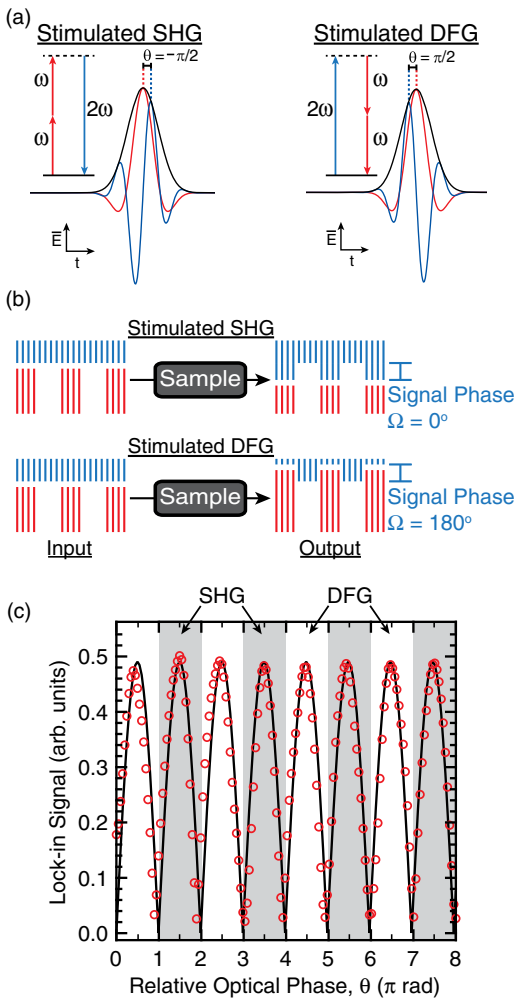 (a)
Stimulated SHG
Stimulated DFG
θ = −π/2
θ = π/2
ω
2ω
ω
2ω
ω
ω
E̅
t
E̅
t
(b)
Stimulated SHG
Sample
Signal Phase
Ω = 0°
Stimulated DFG
Sample
Signal Phase
Ω = 180°
Input
Output
(c)
SHG
DFG
0.5
0.4
0.3
0.2
0.1
0.0
Lock-in Signal (arb. units)
0 1 2 3 4 5 6 7 8
Relative Optical Phase, θ (π rad)